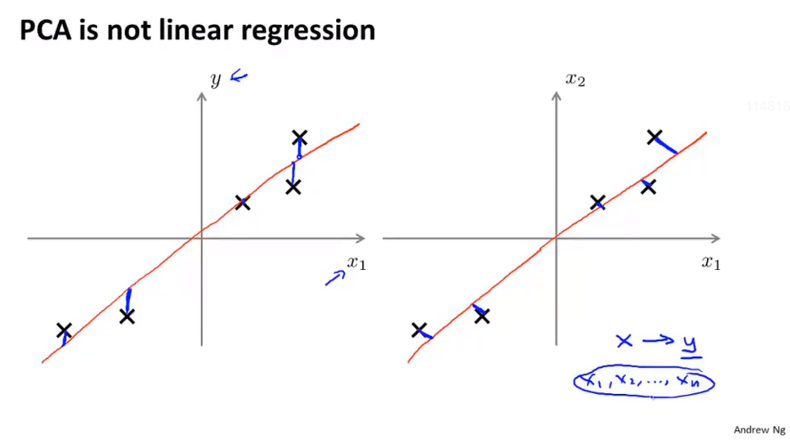 PCA is not linear regression
y
x₁
x₂
x₁
x → y
x₁, x₂, ..., xₙ
Andrew Ng